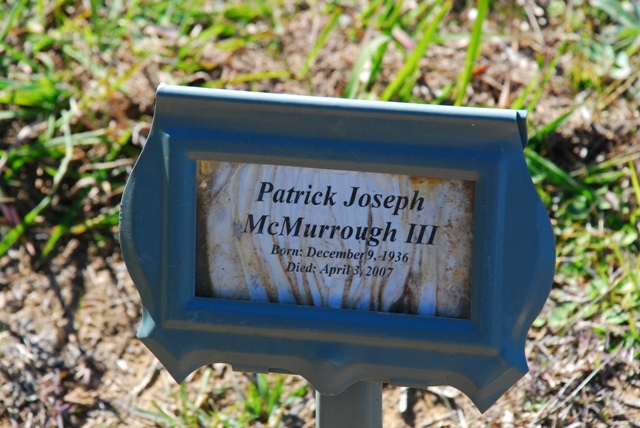 Patrick Joseph
McMurrough III
Born: December 9, 1936
Died: April 3, 2007